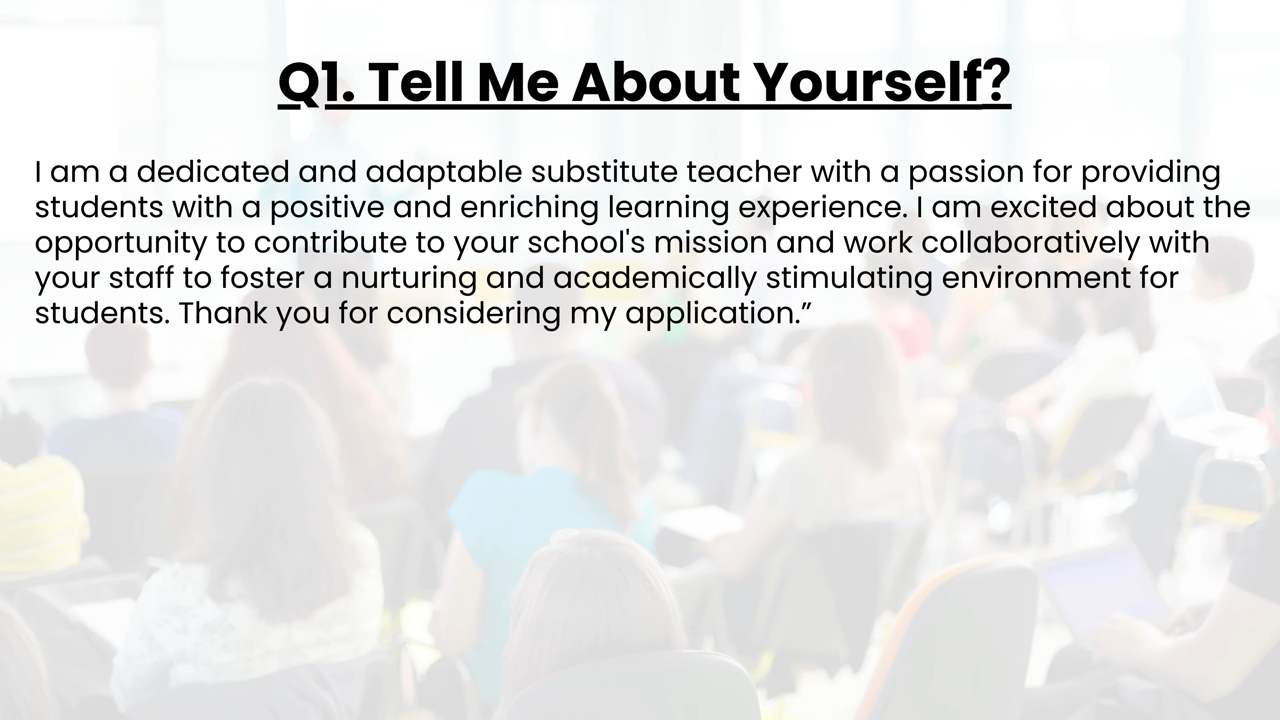 Q1. Tell Me About Yourself?
I am a dedicated and adaptable substitute teacher with a passion for providing
students with a positive and enriching learning experience. I am excited about the
opportunity to contribute to your school's mission and work collaboratively with
your staff to foster a nurturing and academically stimulating environment for
students. Thank you for considering my application.”